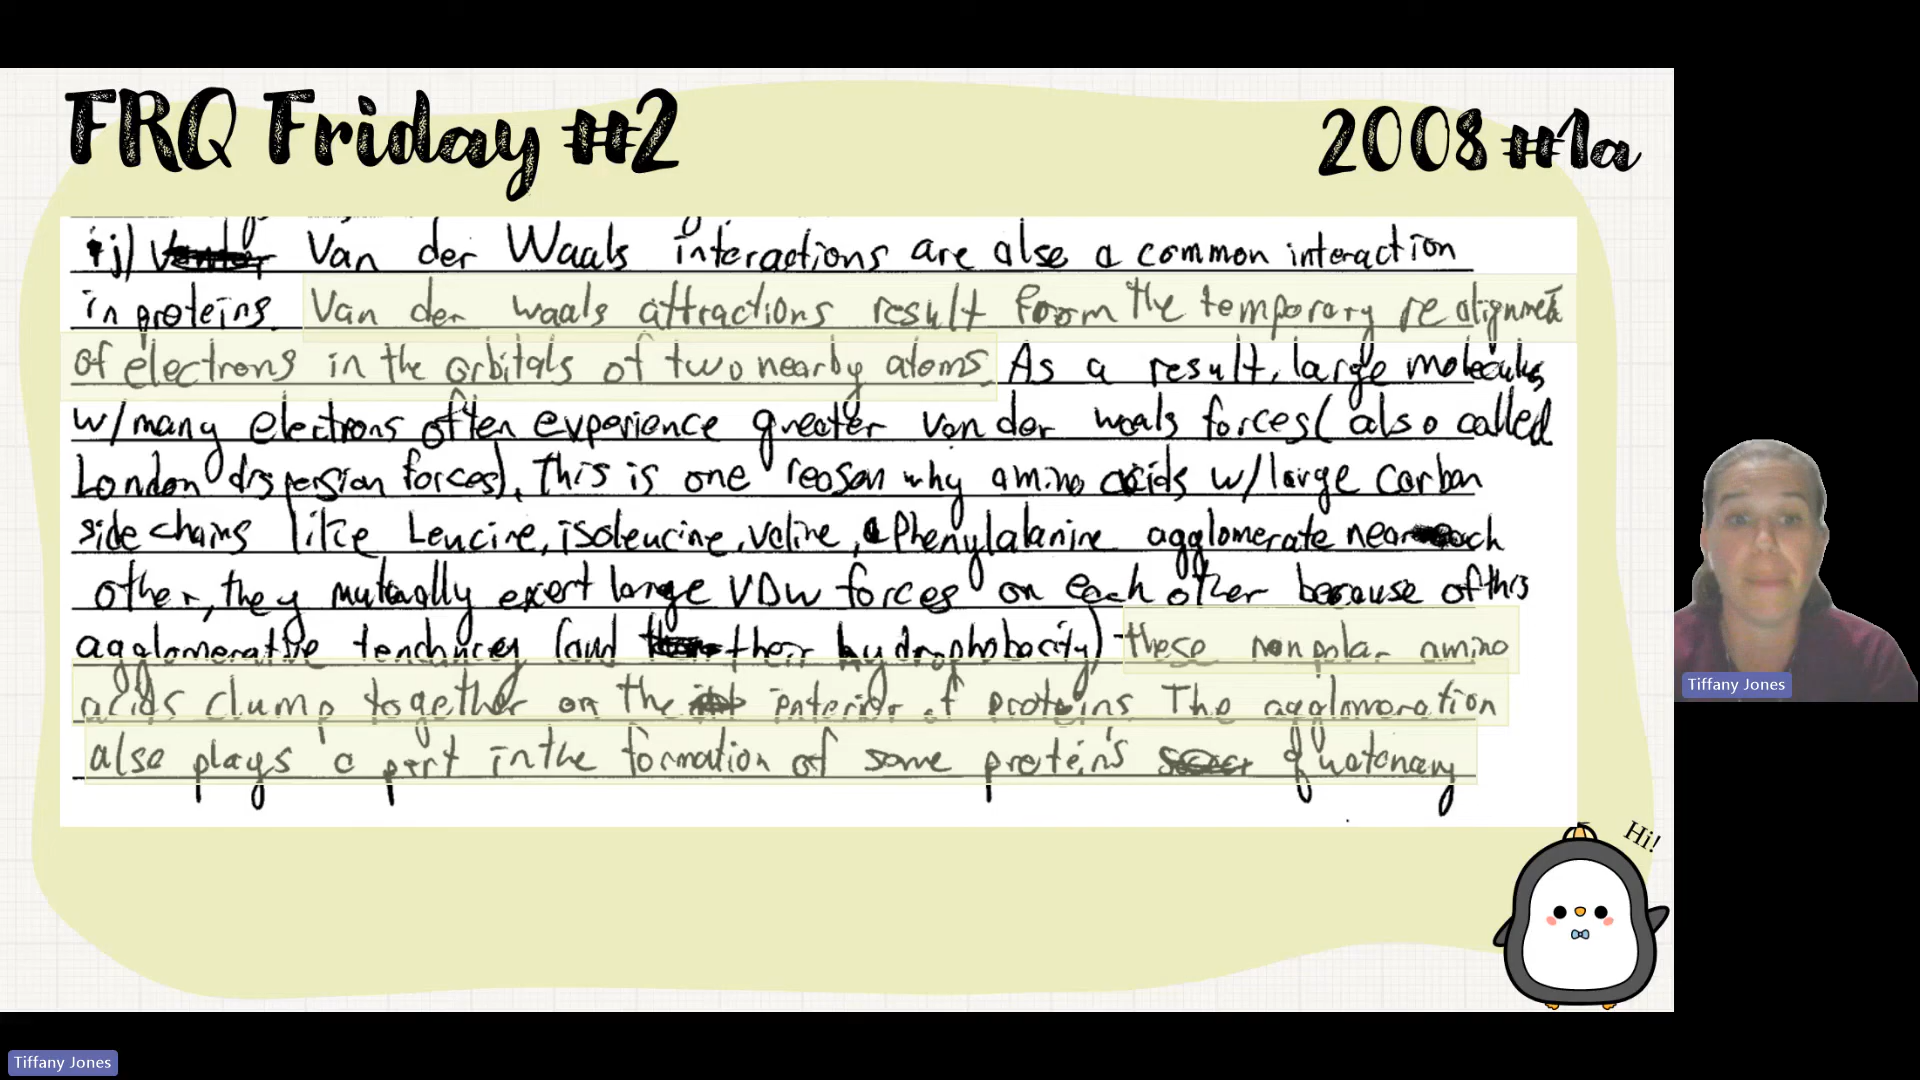 FRQ Friday #2
2008 #1a
ij) Van der Waals interactions are also a common interaction
in proteins. Van der waals attractions result from the temporary realignment
of electrons in the orbitals of two nearby atoms. As a result, large molecules
w/ many electrons often experience greater van der waals forces (also called
London dispersion forces), This is one reason why amino acids w/ large carbon
side chains like Leucine, isoleucine, valine, Phenylalanine agglomerate near each
other, they mutually exert large VDW forces on each other because of this
agglomerative tendency (and their hydrophobicity) these nonpolar amino
acids clump together on the interior of proteins. The agglomeration
also plays a part in the formation of some protein's quatenary
Hi!
Tiffany Jones
Tiffany Jones